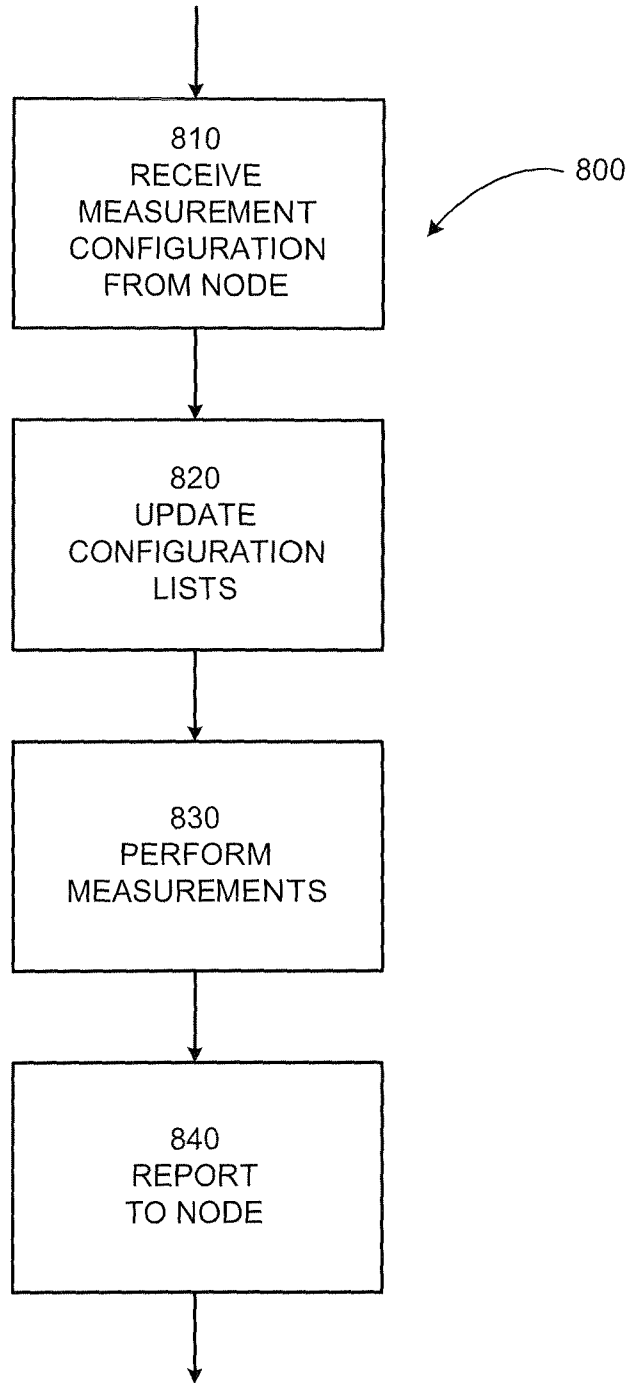 810
RECEIVE
MEASUREMENT
CONFIGURATION
FROM NODE
800
820
UPDATE
CONFIGURATION
LISTS
830
PERFORM
MEASUREMENTS
840
REPORT
TO NODE